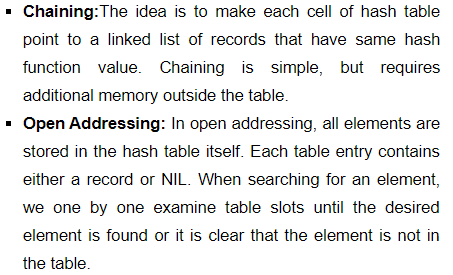 ▪ Chaining:The idea is to make each cell of hash table
point to a linked list of records that have same hash
function value. Chaining is simple, but requires
additional memory outside the table.
▪ Open Addressing: In open addressing, all elements are
stored in the hash table itself. Each table entry contains
either a record or NIL. When searching for an element,
we one by one examine table slots until the desired
element is found or it is clear that the element is not in
the table.